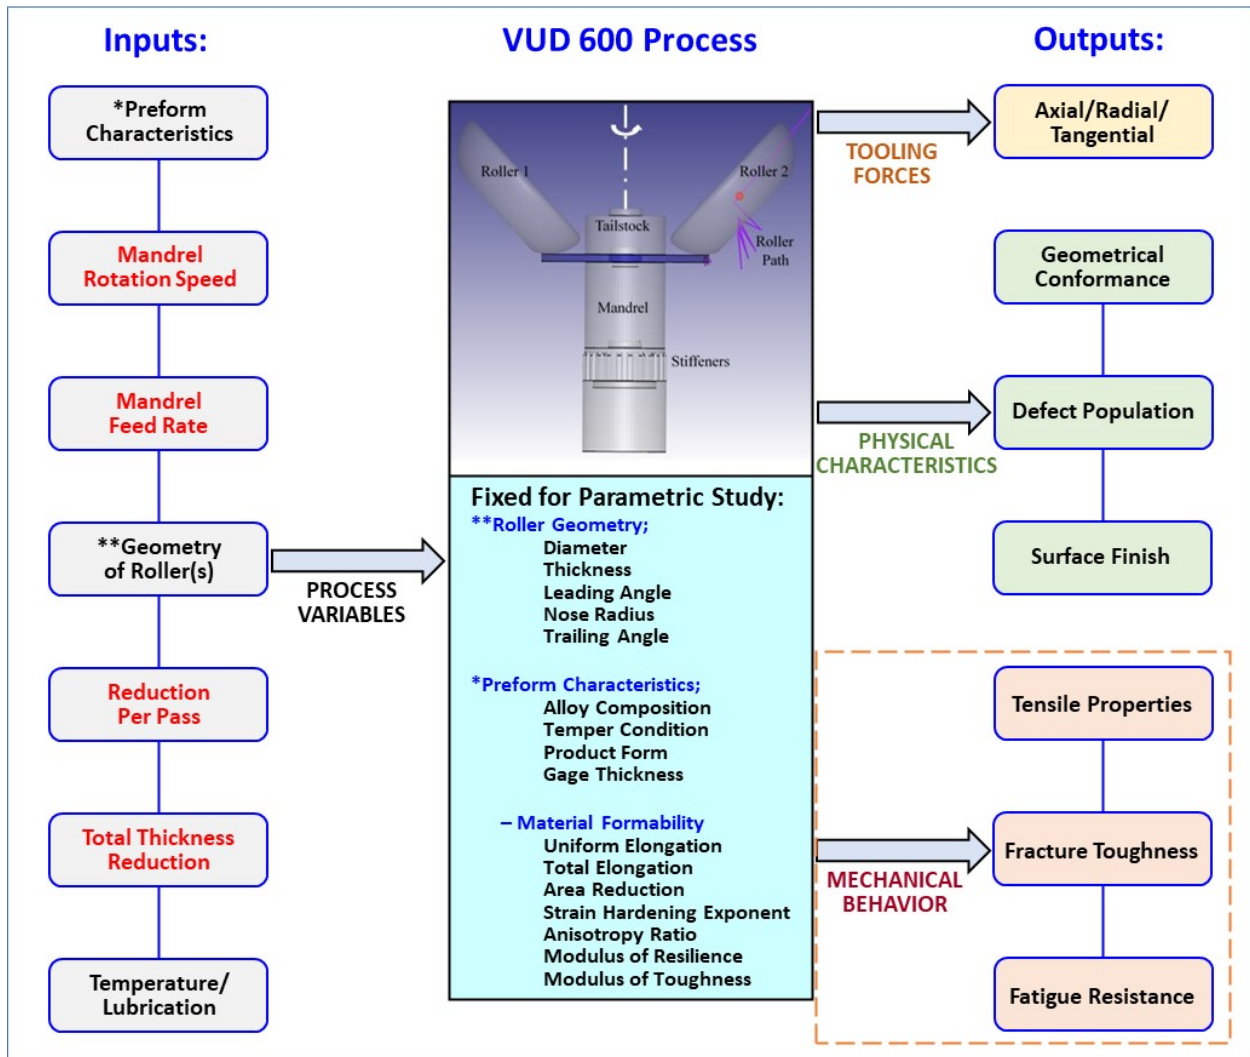 Inputs:
*Preform
Characteristics
Mandrel
Rotation Speed
Mandrel
Feed Rate
**Geometry
of Roller(s)
Reduction
Per Pass
Total Thickness
Reduction
Temperature/
Lubrication
PROCESS
VARIABLES
VUD 600 Process
Roller 1
Roller 2
Tailstock
Roller
Path
Mandrel
Stiffeners
Fixed for Parametric Study:
**Roller Geometry;
Diameter
Thickness
Leading Angle
Nose Radius
Trailing Angle
*Preform Characteristics;
Alloy Composition
Temper Condition
Product Form
Gage Thickness
– Material Formability
Uniform Elongation
Total Elongation
Area Reduction
Strain Hardening Exponent
Anisotropy Ratio
Modulus of Resilience
Modulus of Toughness
TOOLING
FORCES
PHYSICAL
CHARACTERISTICS
MECHANICAL
BEHAVIOR
Outputs:
Axial/Radial/
Tangential
Geometrical
Conformance
Defect Population
Surface Finish
Tensile Properties
Fracture Toughness
Fatigue Resistance